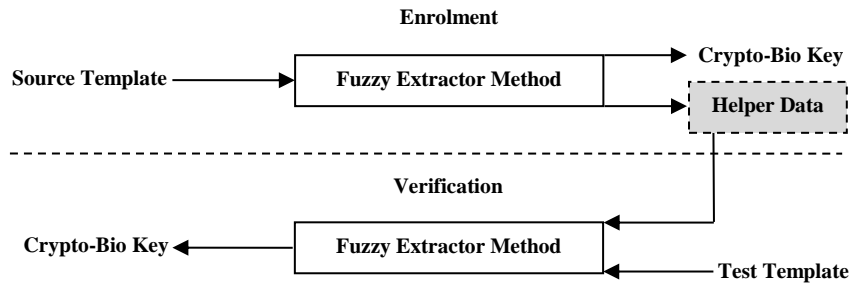 Enrolment
Crypto-Bio Key
Source Template
Fuzzy Extractor Method
Helper Data
Verification
Crypto-Bio Key
Fuzzy Extractor Method
Test Template